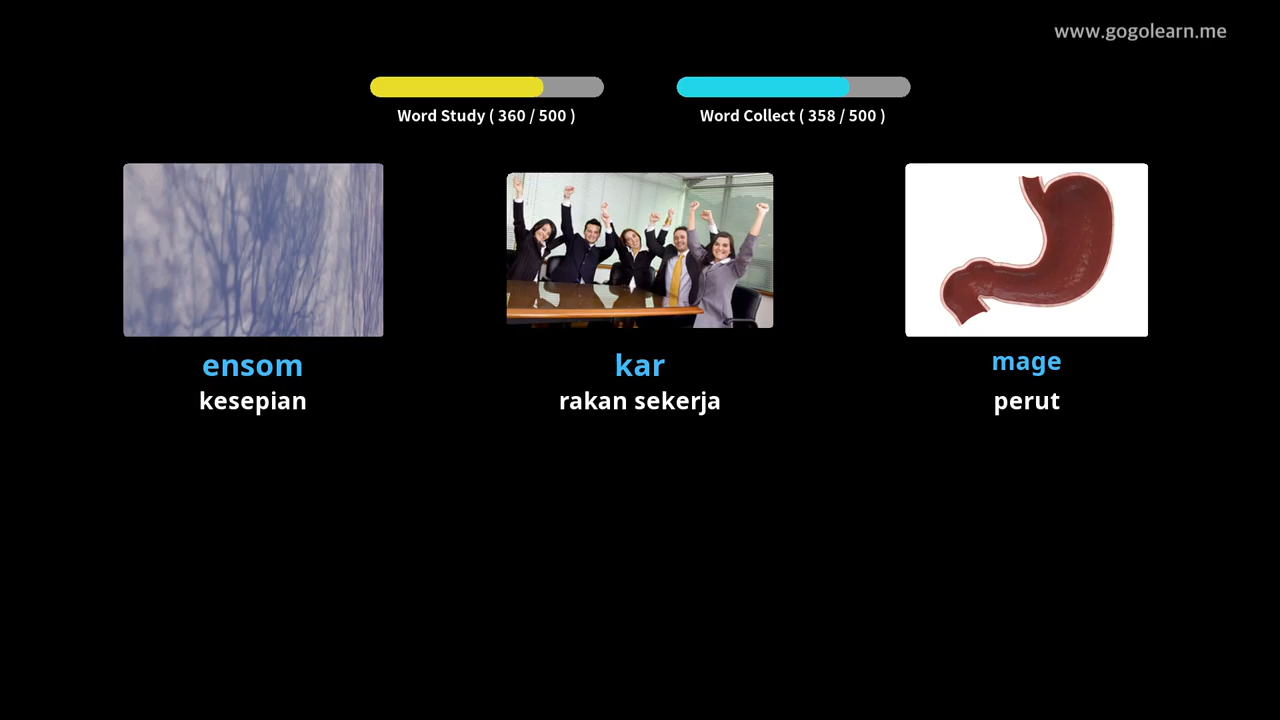 www.gogolearn.me
Word Study ( 360 / 500 )
Word Collect ( 358 / 500 )
ensom
kesepian
kar
rakan sekerja
mage
perut